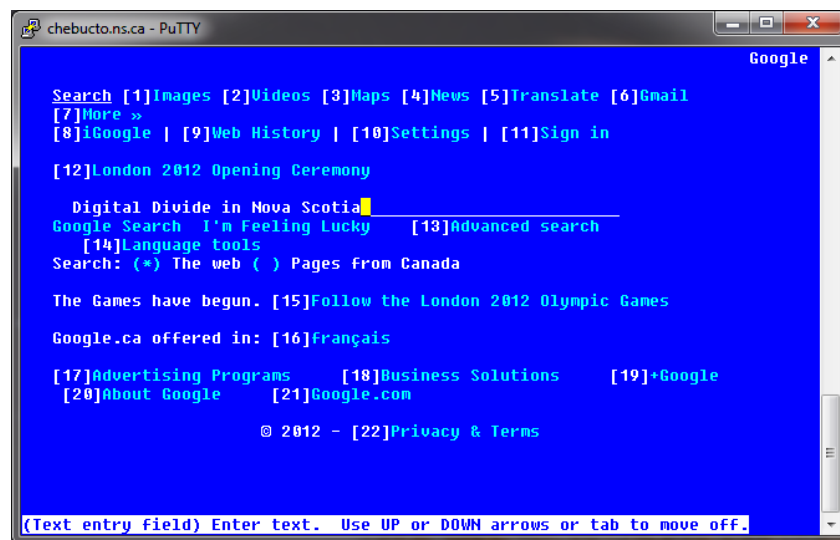 chebucto.ns.ca - PuTTY
Google
Search [1]Images [2]Videos [3]Maps [4]News [5]Translate [6]Gmail
[7]More »
[8]iGoogle | [9]Web History | [10]Settings | [11]Sign in
[12]London 2012 Opening Ceremony
Digital Divide in Nova Scotia
Google Search I'm Feeling Lucky [13]Advanced search
[14]Language tools
Search: (*) The web ( ) Pages from Canada
The Games have begun. [15]Follow the London 2012 Olympic Games
Google.ca offered in: [16]français
[17]Advertising Programs [18]Business Solutions [19]+Google
[20]About Google [21]Google.com
© 2012 - [22]Privacy & Terms
(Text entry field) Enter text. Use UP or DOWN arrows or tab to move off.